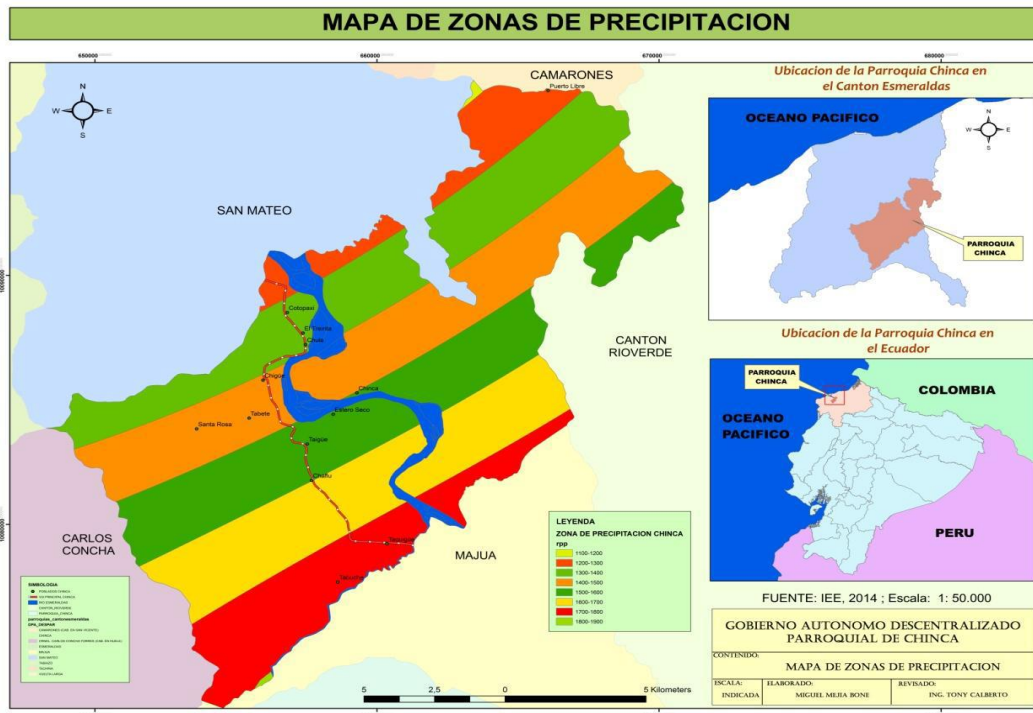 MAPA DE ZONAS DE PRECIPITACION
650000
660000
670000
680000
CAMARONES
Puerto Libre
N
W
E
S
SAN MATEO
Cotopaxi
Chula
Chigüe
Tabete
Santa Rosa
Chinca
Estero Seco
Taigue
CANTON
RIOVERDE
CARLOS
CONCHA
MAJUA
LEYENDA
ZONA DE PRECIPITACION CHINCA
rpp
1100-1200
1200-1300
1300-1400
1400-1500
1500-1600
1600-1700
1700-1800
1800-1900
SIMBOLOGIA
5
2,5
0
5 Kilometers
Ubicacion de la Parroquia Chinca en
el Canton Esmeraldas
OCEANO PACIFICO
N
W
E
S
PARROQUIA
CHINCA
Ubicacion de la Parroquia Chinca en
el Ecuador
PARROQUIA
CHINCA
COLOMBIA
OCEANO
PACIFICO
PERU
FUENTE: IEE, 2014 ; Escala: 1: 50.000
GOBIERNO AUTONOMO DESCENTRALIZADO
PARROQUIAL DE CHINCA
CONTENIDO:
MAPA DE ZONAS DE PRECIPITACION
ESCALA:
INDICADA
ELABORADO:
MIGUEL MEJIA BONE
REVISADO:
ING. TONY CALBERTO